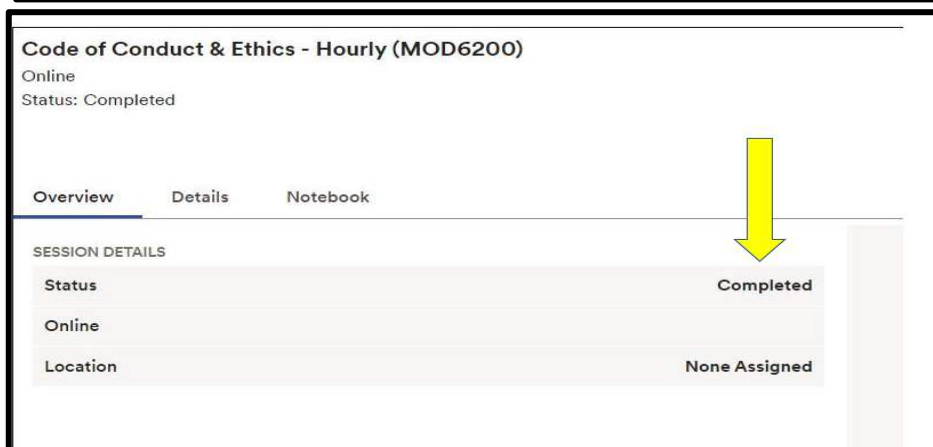 Code of Conduct & Ethics - Hourly (MOD6200)
Online
Status: Completed
Overview Details Notebook
SESSION DETAILS
Status Completed
Online
Location None Assigned